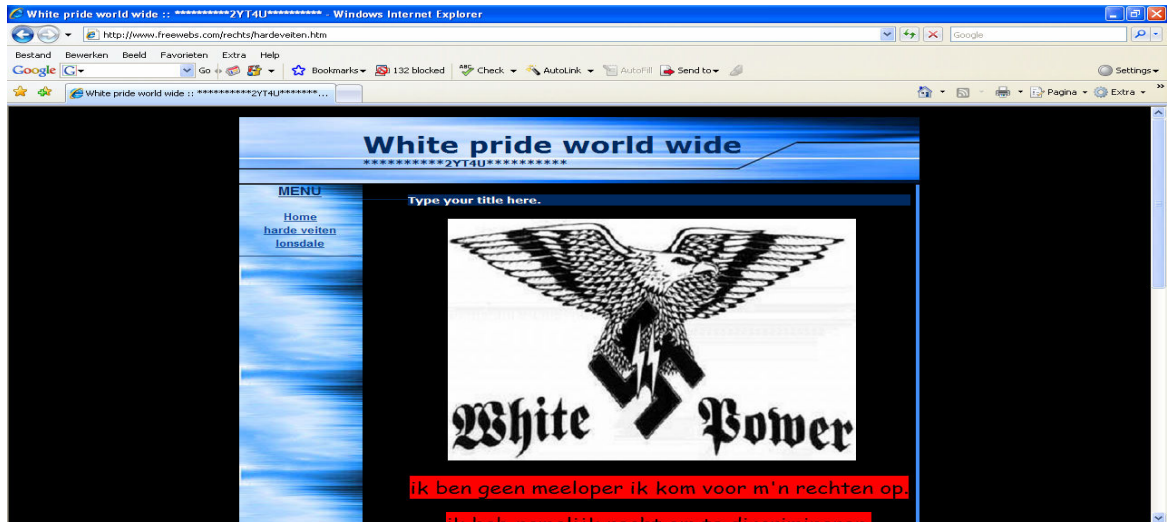 White pride world wide :: **********2YT4U********** - Windows Internet Explorer
http://www.freewebs.com/rechts/hardeveiten.htm
Google
Bestand Bewerken Beeld Favorieten Extra Help
Google G Go Bookmarks 132 blocked ABC Check AutoLink AutoFill Send to Settings
White pride world wide :: **********2YT4U*******... Pagina Extra »
White pride world wide
**********2YT4U**********
MENU
Home
harde veiten
lonsdale
Type your title here.
White Power
ik ben geen meeloper ik kom voor m'n rechten op.